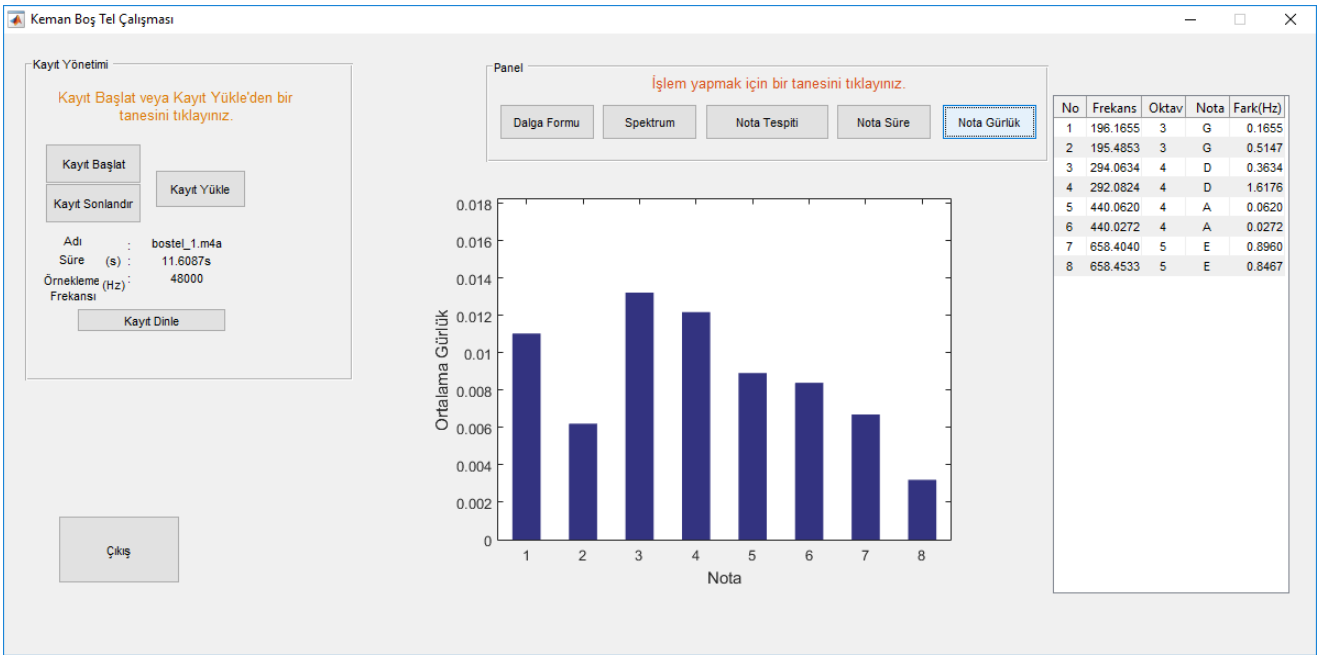 Keman Boş Tel Çalışması
Kayıt Yönetimi
Kayıt Başlat veya Kayıt Yükle'den bir
tanesini tıklayınız.
Kayıt Başlat
Kayıt Sonlandır
Kayıt Yükle
Adı : bostel_1.m4a
Süre (s) : 11.6087s
Örnekleme (Hz) : 48000
Frekansı
Kayıt Dinle
Çıkış
Panel
İşlem yapmak için bir tanesini tıklayınız.
Dalga Formu Spektrum Nota Tespiti Nota Süre Nota Gürlük
0.018
0.016
0.014
0.012
0.01
0.008
0.006
0.004
0.002
0
Ortalama Gürlük
1 2 3 4 5 6 7 8
Nota
No Frekans Oktav Nota Fark(Hz)
1 196.1655 3 G 0.1655
2 195.4853 3 G 0.5147
3 294.0634 4 D 0.3634
4 292.0824 4 D 1.6176
5 440.0620 4 A 0.0620
6 440.0272 4 A 0.0272
7 658.4040 5 E 0.8960
8 658.4533 5 E 0.8467